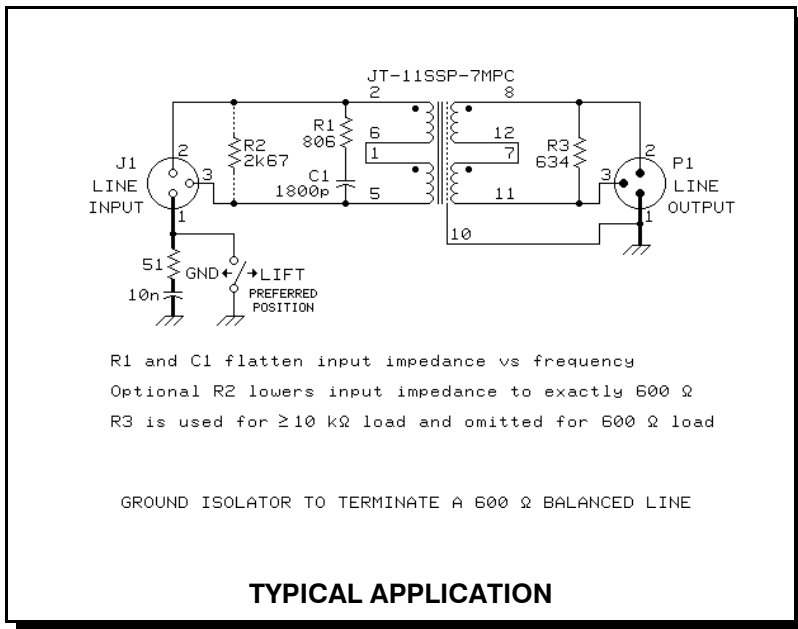 JT-11SSP-7MPC
2 8
R1
806
R2
2k67
6 12
1 7
R3
634
C1
1800p
5 11
J1
LINE
INPUT
2
3
1
P1
LINE
OUTPUT
2
3
1
10
51
10n
GND LIFT
PREFERRED
POSITION
R1 and C1 flatten input impedance vs frequency
Optional R2 lowers input impedance to exactly 600 Ω
R3 is used for ≥10 kΩ load and omitted for 600 Ω load
GROUND ISOLATOR TO TERMINATE A 600 Ω BALANCED LINE
TYPICAL APPLICATION